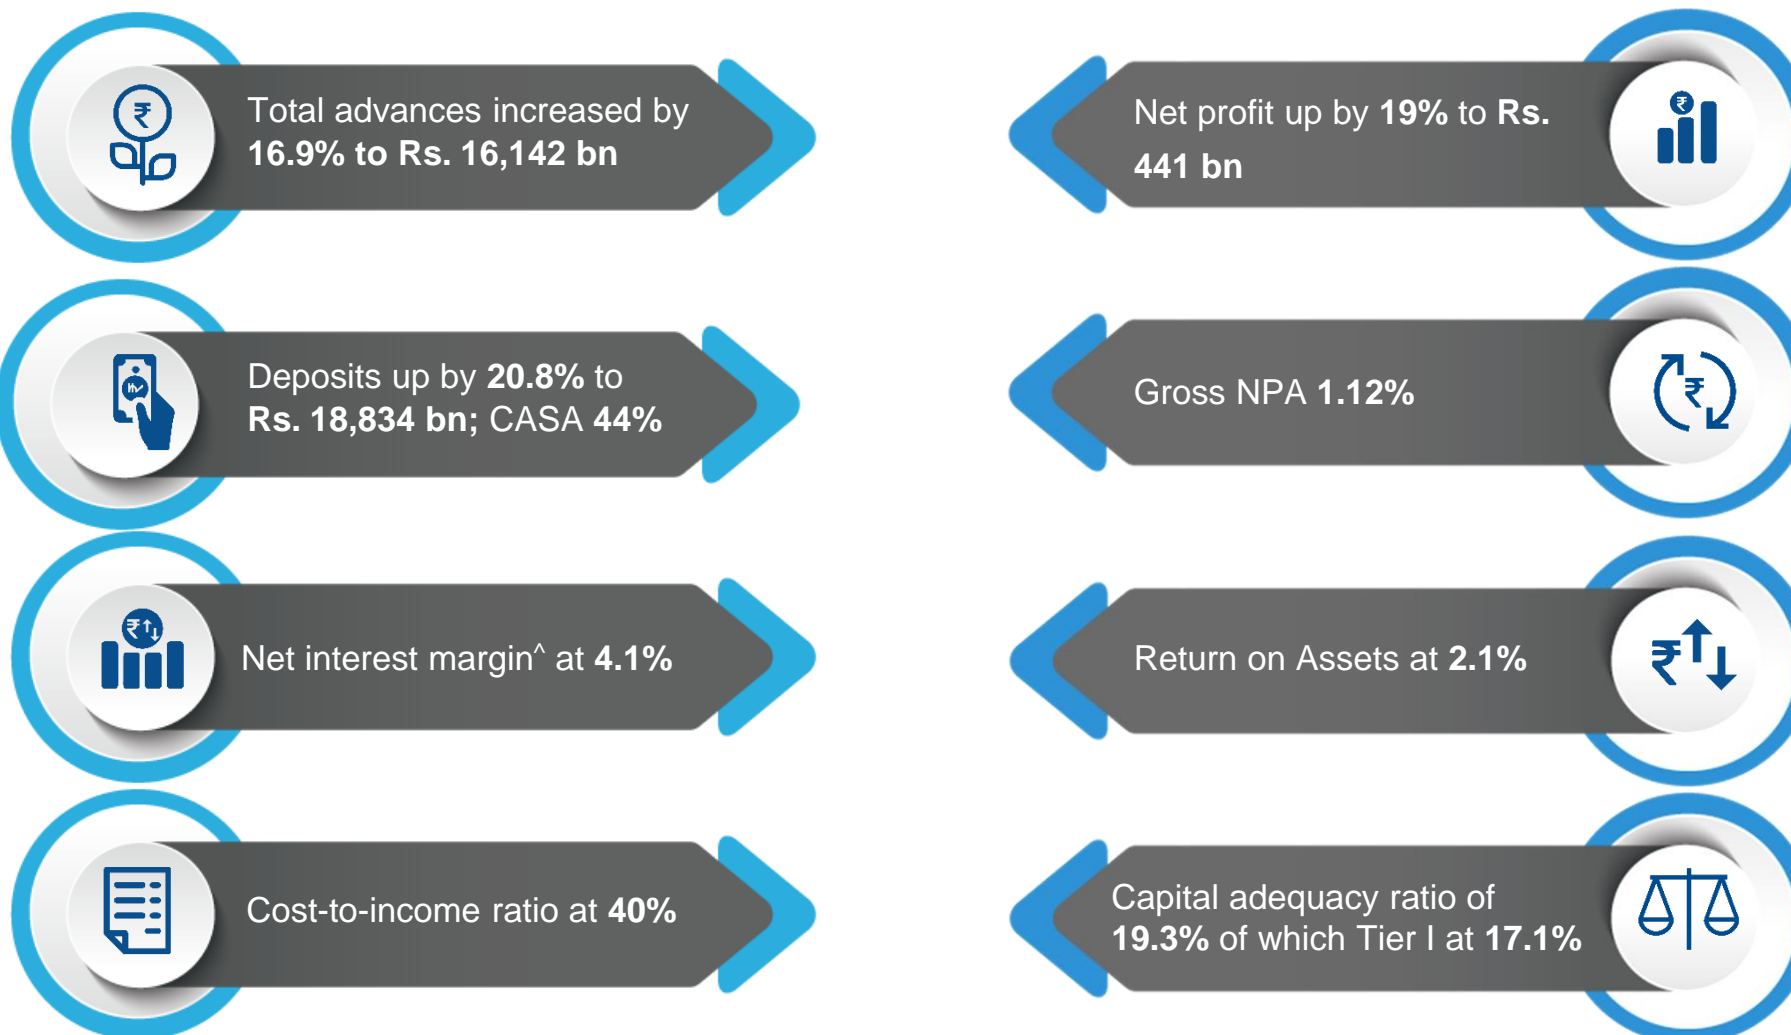 Total advances increased by
16.9% to Rs. 16,142 bn
Net profit up by 19% to Rs.
441 bn
Deposits up by 20.8% to
Rs. 18,834 bn; CASA 44%
Gross NPA 1.12%
Net interest margin^ at 4.1%
Return on Assets at 2.1%
Cost-to-income ratio at 40%
Capital adequacy ratio of
19.3% of which Tier I at 17.1%